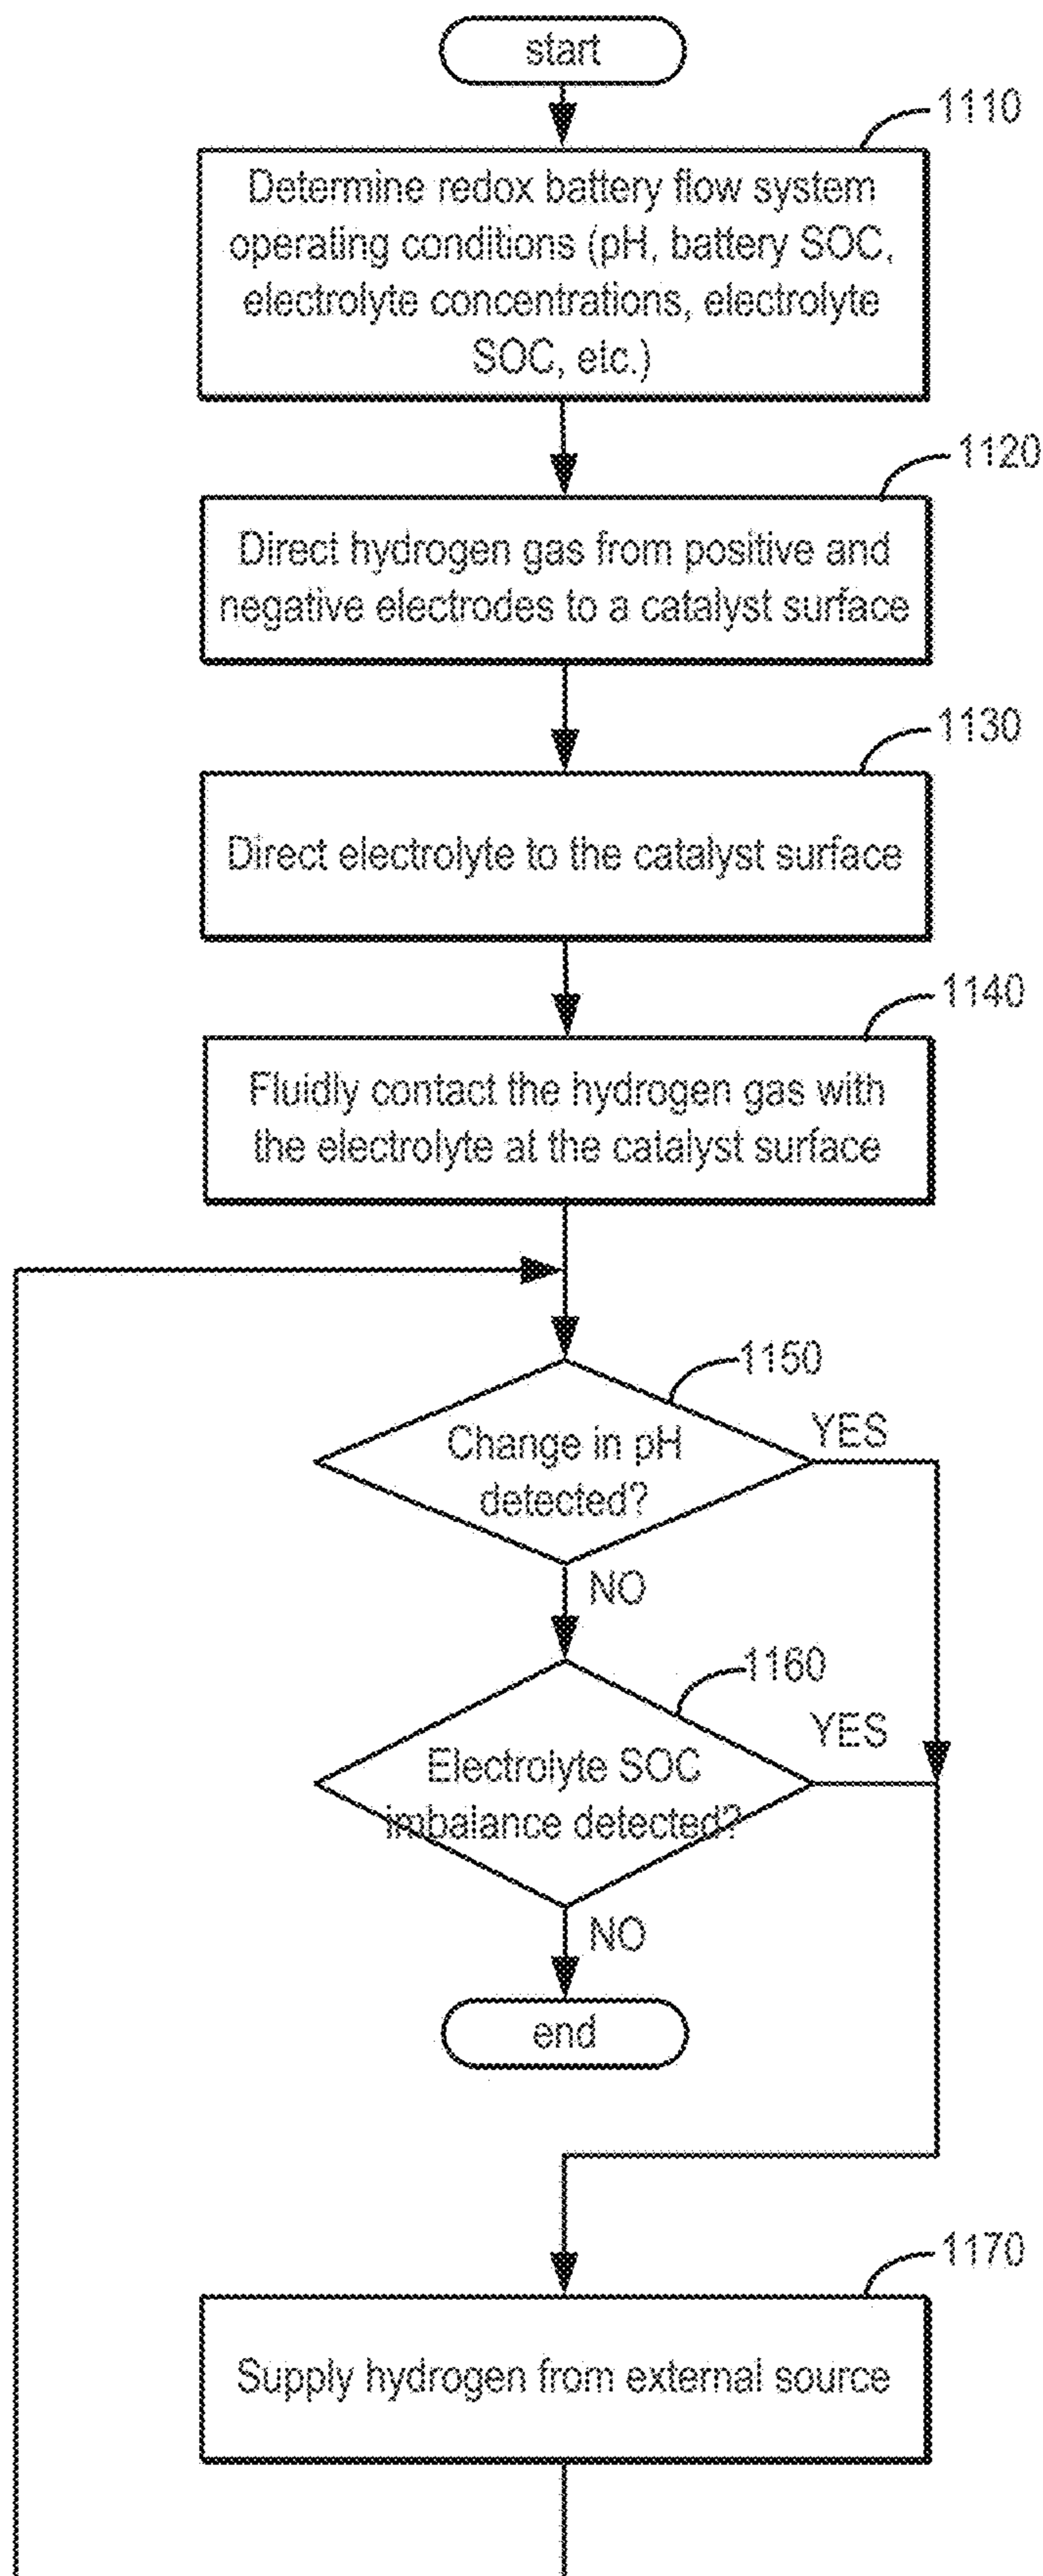 start
1110
Determine redox battery flow system
operating conditions (pH, battery SOC,
electrolyte concentrations, electrolyte
SOC, etc.)
1120
Direct hydrogen gas from positive and
negative electrodes to a catalyst surface
1130
Direct electrolyte to the catalyst surface
1140
Fluidly contact the hydrogen gas with
the electrolyte at the catalyst surface
1150
Change in pH
detected?
YES
NO
1160
Electrolyte SOC
imbalance detected?
YES
NO
end
1170
Supply hydrogen from external source